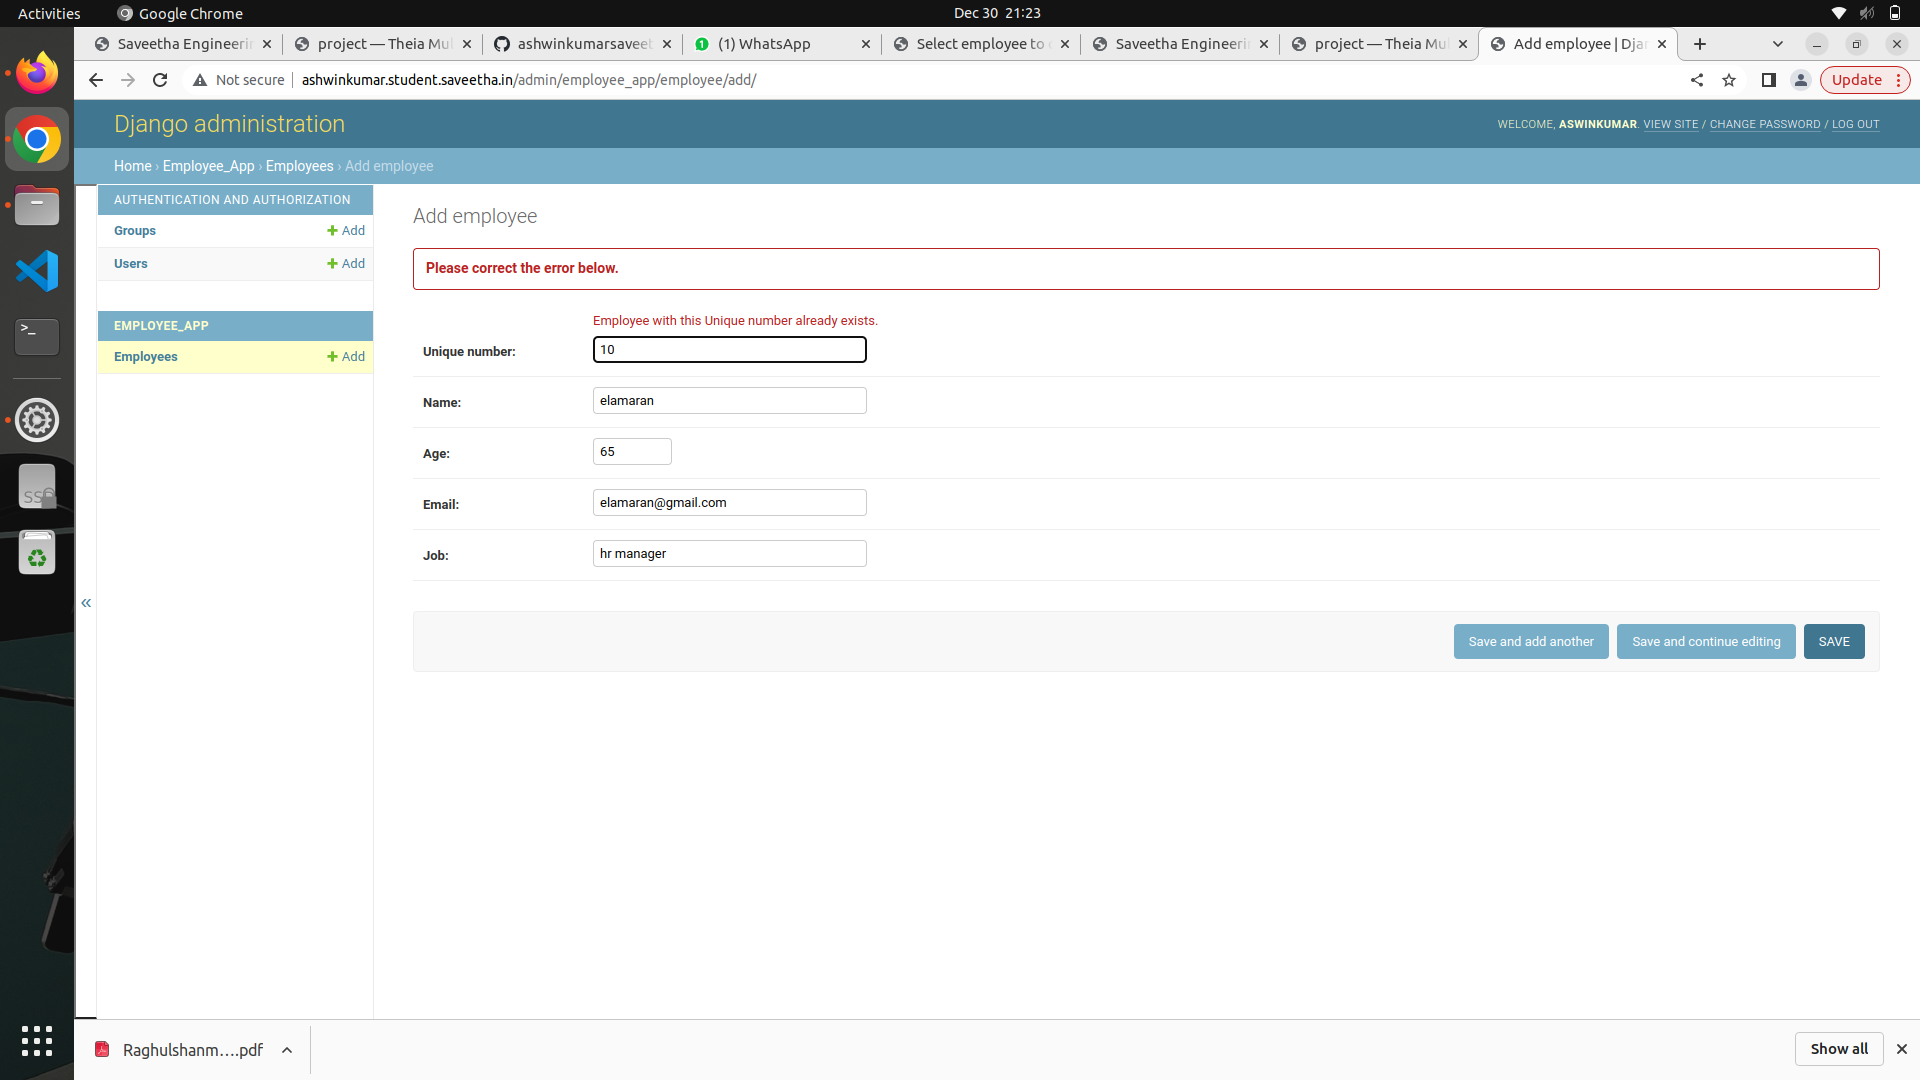 Activities
Google Chrome
Dec 30 21:23
Saveetha Engineeri
project — Theia Mul
ashwinkumarsaveet
(1) WhatsApp
Select employee to
Saveetha Engineerin
project — Theia Mul
Add employee | Djan
Not secure
ashwinkumar.student.saveetha.in/admin/employee_app/employee/add/
Update
Django administration
WELCOME, ASWINKUMAR. VIEW SITE / CHANGE PASSWORD / LOG OUT
Home › Employee_App › Employees › Add employee
AUTHENTICATION AND AUTHORIZATION
Groups
Add
Users
Add
EMPLOYEE_APP
Employees
Add
«
Add employee
Please correct the error below.
Employee with this Unique number already exists.
Unique number:
10
Name:
elamaran
Age:
65
Email:
elamaran@gmail.com
Job:
hr manager
Save and add another
Save and continue editing
SAVE
SS
Raghulshanm....pdf
Show all